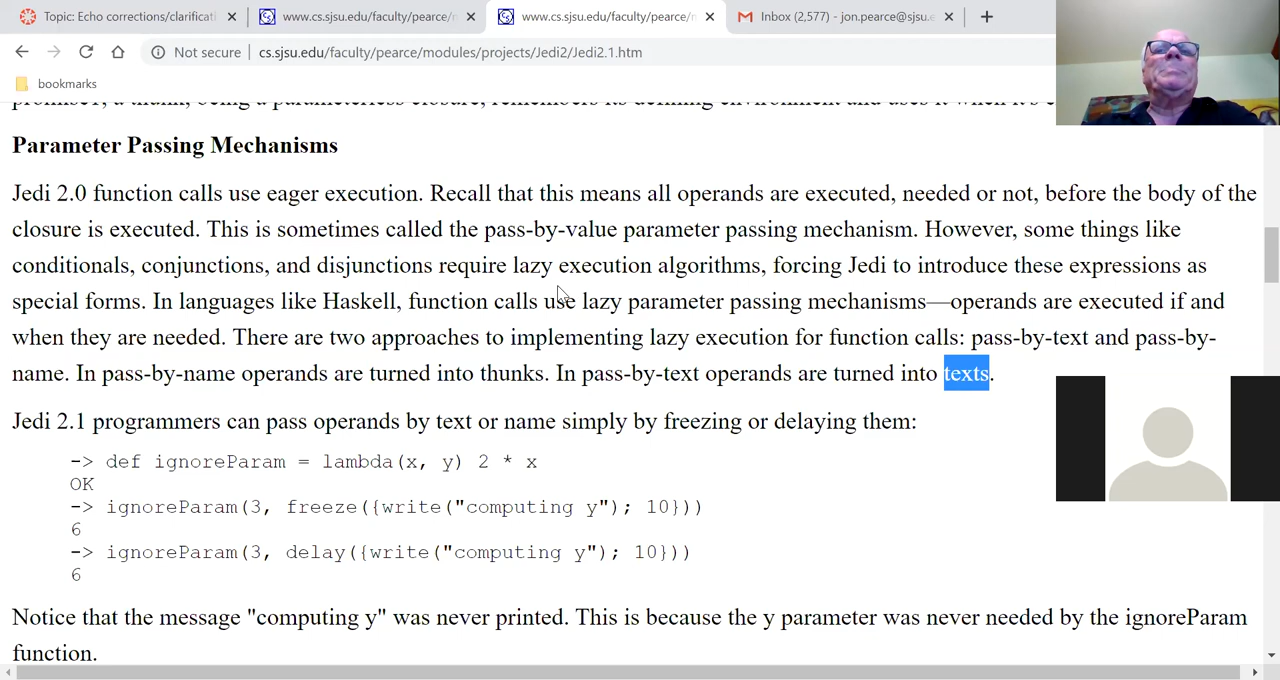 Topic: Echo corrections/clarificati
www.cs.sjsu.edu/faculty/pearce/m
www.cs.sjsu.edu/faculty/pearce/m
Inbox (2,577) - jon.pearce@sjsu.e
Not secure | cs.sjsu.edu/faculty/pearce/modules/projects/Jedi2/Jedi2.1.htm
bookmarks
Parameter Passing Mechanisms
Jedi 2.0 function calls use eager execution. Recall that this means all operands are executed, needed or not, before the body of the
closure is executed. This is sometimes called the pass-by-value parameter passing mechanism. However, some things like
conditionals, conjunctions, and disjunctions require lazy execution algorithms, forcing Jedi to introduce these expressions as
special forms. In languages like Haskell, function calls use lazy parameter passing mechanisms—operands are executed if and
when they are needed. There are two approaches to implementing lazy execution for function calls: pass-by-text and pass-by-
name. In pass-by-name operands are turned into thunks. In pass-by-text operands are turned into texts.
Jedi 2.1 programmers can pass operands by text or name simply by freezing or delaying them:
-> def ignoreParam = lambda(x, y) 2 * x
OK
-> ignoreParam(3, freeze({write("computing y"); 10}))
6
-> ignoreParam(3, delay({write("computing y"); 10}))
6
Notice that the message "computing y" was never printed. This is because the y parameter was never needed by the ignoreParam
function.